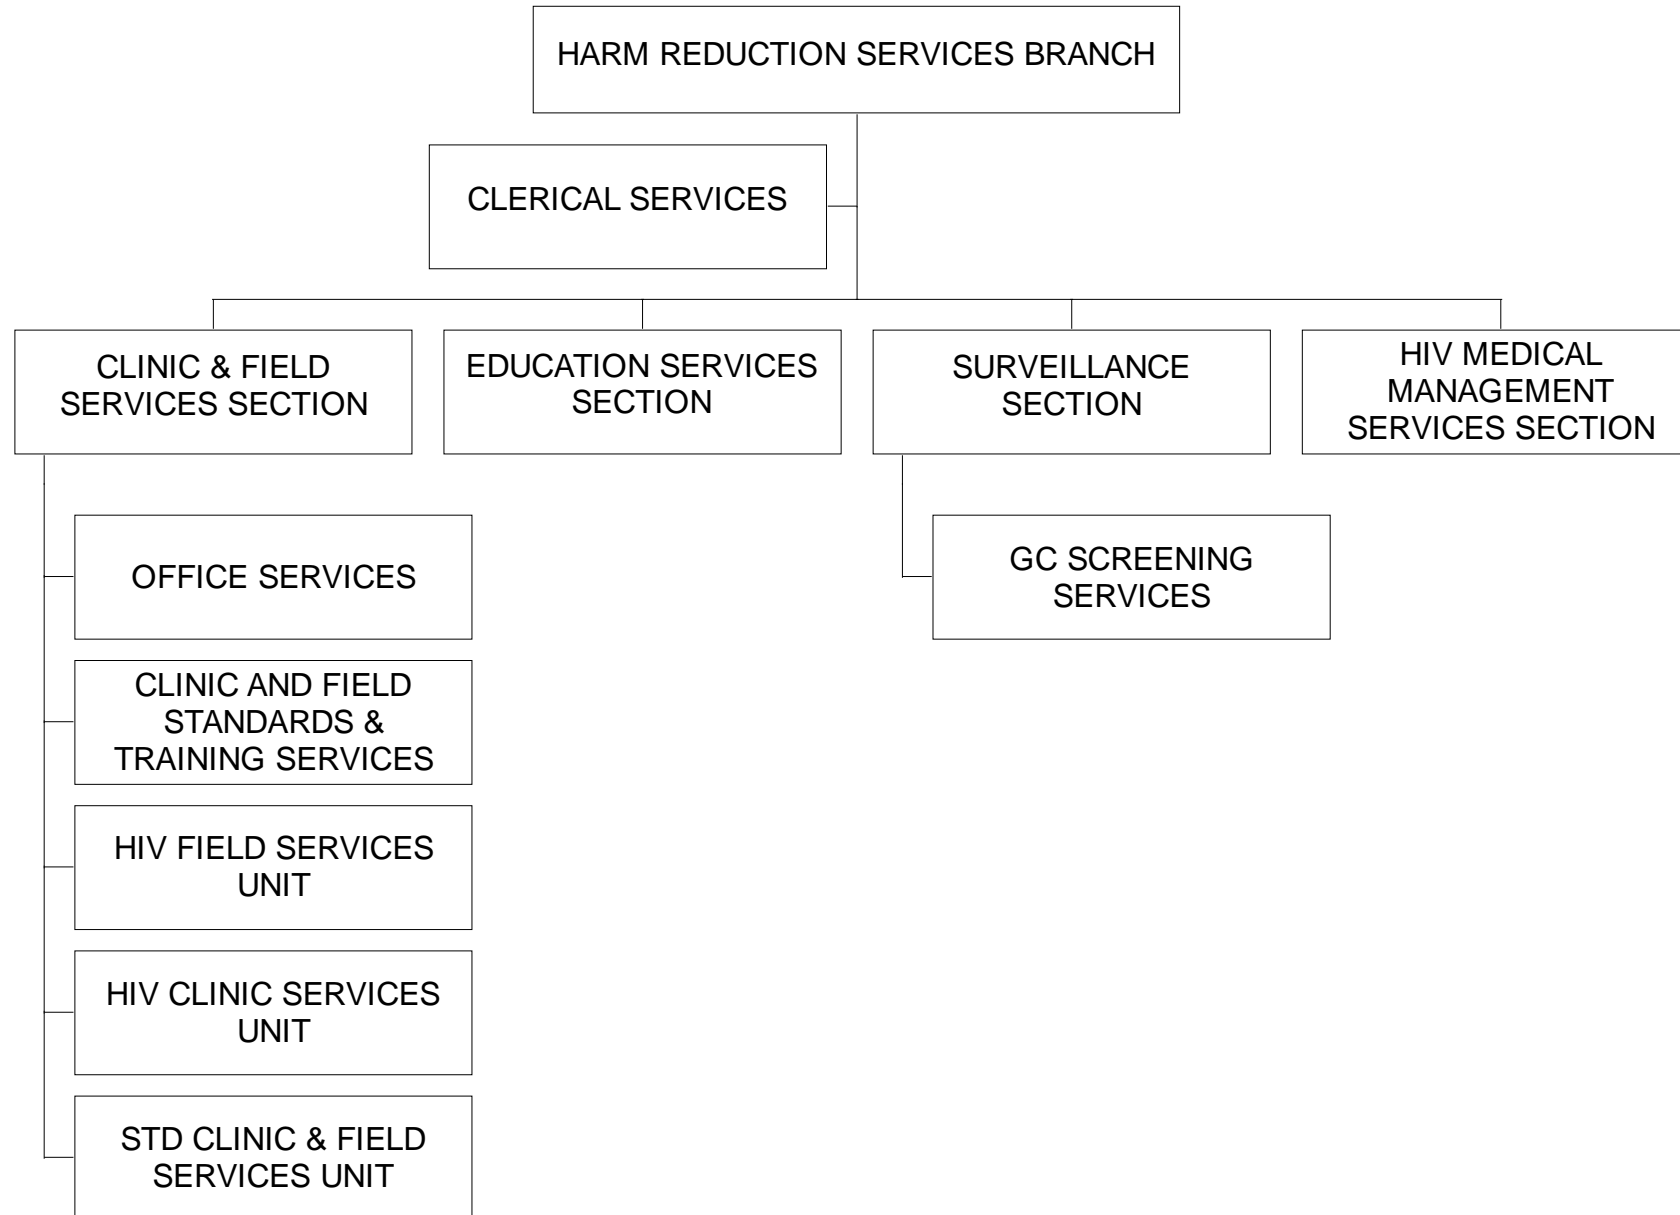 HARM REDUCTION SERVICES BRANCH
CLERICAL SERVICES
CLINIC & FIELD
SERVICES SECTION
EDUCATION SERVICES
SECTION
SURVEILLANCE
SECTION
HIV MEDICAL
MANAGEMENT
SERVICES SECTION
OFFICE SERVICES
CLINIC AND FIELD
STANDARDS &
TRAINING SERVICES
HIV FIELD SERVICES
UNIT
HIV CLINIC SERVICES
UNIT
STD CLINIC & FIELD
SERVICES UNIT
GC SCREENING
SERVICES